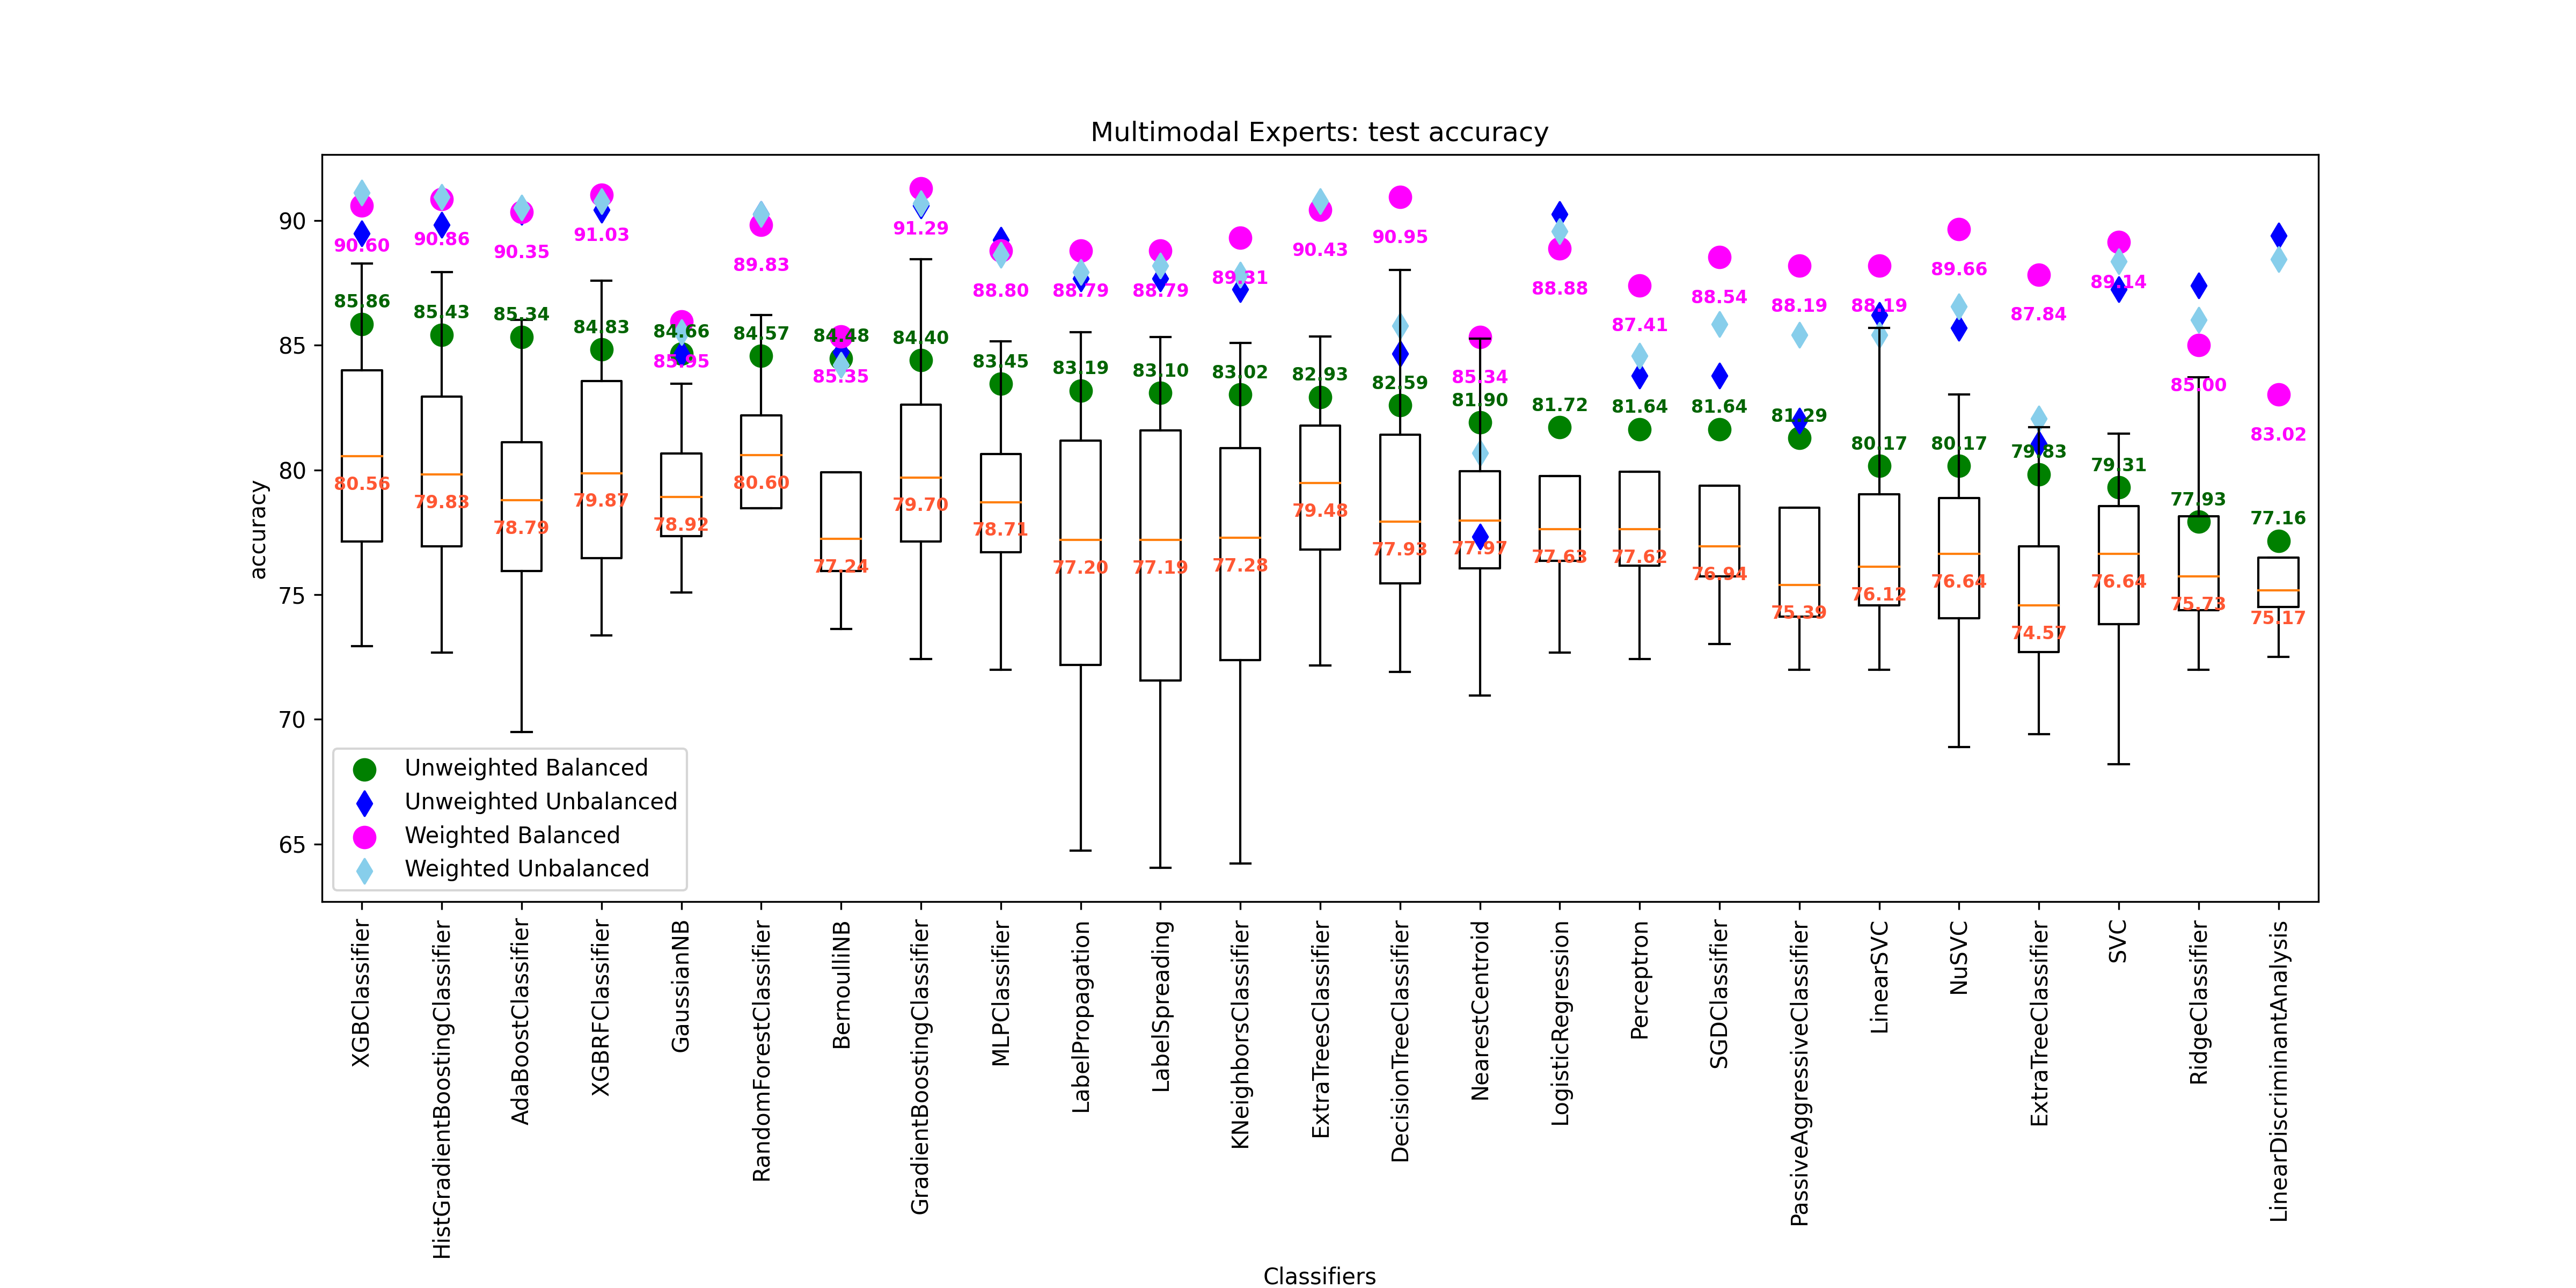 Multimodal Experts: test accuracy
accuracy
90
85
80
75
70
65
90.60 90.86 90.35 91.03 85.95 89.83 85.35 91.29 88.80 88.79 88.79 89.31 90.43 90.95 85.34 88.88 87.41 88.54 88.19 88.19 89.66 87.84 89.14 85.00 83.02
85.86 85.43 85.34 84.83 84.66 84.57 84.48 84.40 83.45 83.19 83.10 83.02 82.93 82.59 81.90 81.72 81.64 81.64 81.29 80.17 80.17 79.83 79.31 77.93 77.16
80.56 79.83 78.79 79.87 78.92 80.60 77.24 79.70 78.71 77.20 77.19 77.28 79.48 77.93 77.97 77.63 77.62 76.94 75.39 76.12 76.64 74.57 76.64 75.73 75.17
Unweighted Balanced
Unweighted Unbalanced
Weighted Balanced
Weighted Unbalanced
XGBClassifier
HistGradientBoostingClassifier
AdaBoostClassifier
XGBRFClassifier
GaussianNB
RandomForestClassifier
BernoulliNB
GradientBoostingClassifier
MLPClassifier
LabelPropagation
LabelSpreading
KNeighborsClassifier
ExtraTreesClassifier
DecisionTreeClassifier
NearestCentroid
LogisticRegression
Perceptron
SGDClassifier
PassiveAggressiveClassifier
LinearSVC
NuSVC
ExtraTreeClassifier
SVC
RidgeClassifier
LinearDiscriminantAnalysis
Classifiers